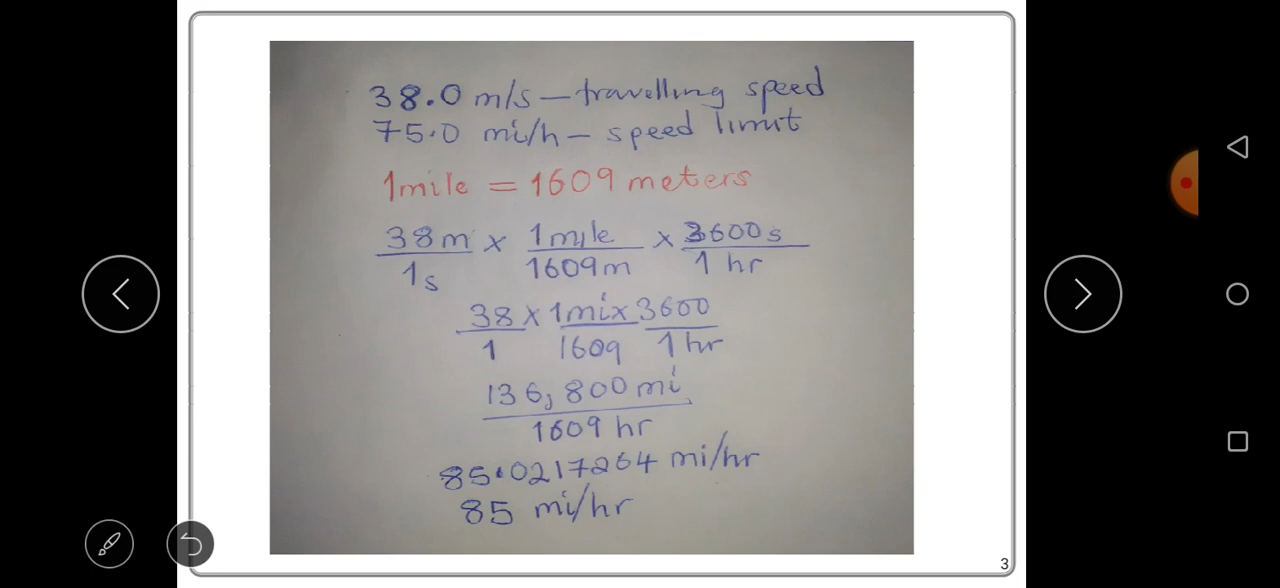 38.0 m/s – travelling speed
75.0 mi/h – speed limit
1mile = 1609 meters
38m × 1mile × 3600s
1s 1609m 1 hr
38 × 1mi × 3600
1 1609 1 hr
136,800 mi
1609 hr
85.0217264 mi/hr
85 mi/hr
3